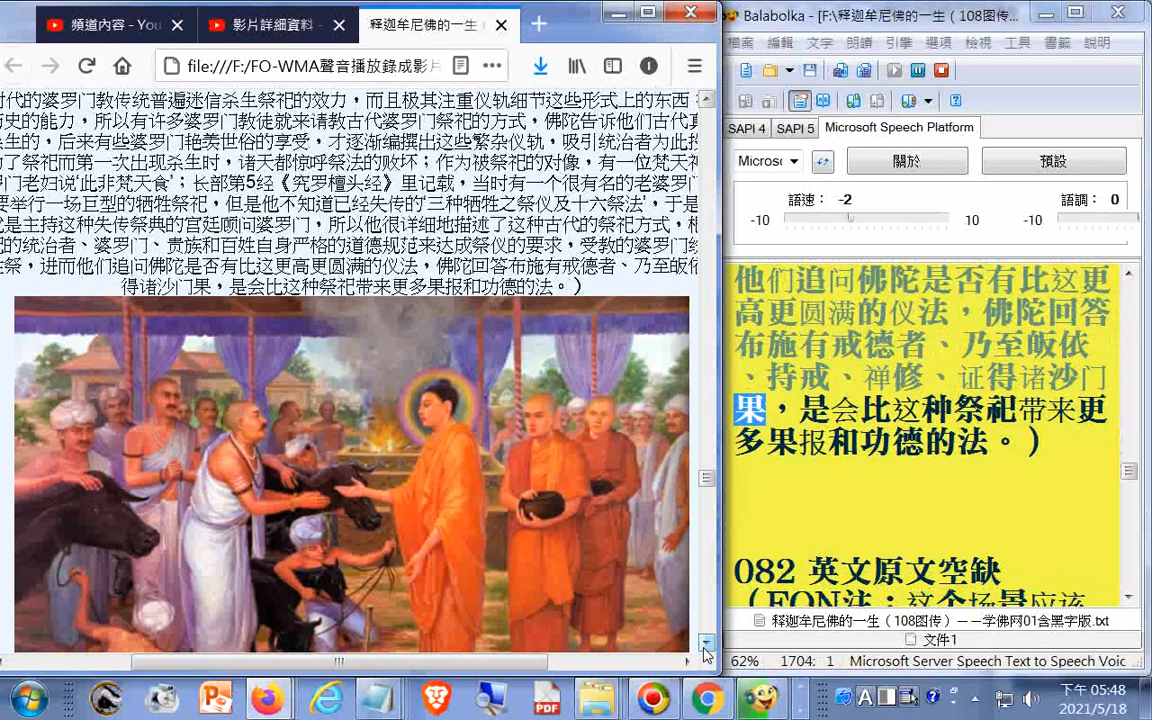 頻道內容 - You
影片詳細資料 -
释迦牟尼佛的一生
file:///F:/FO-WMA聲音播放錄成影片
时代的婆罗门教传统普遍迷信杀生祭祀的效力，而且极其注重仪轨细节这些形式上的东西
历史的能力，所以有许多婆罗门教徒就来请教古代婆罗门祭祀的方式，佛陀告诉他们古代真
杀生的，后来有些婆罗门艳羡世俗的享受，才逐渐编撰出这些繁杂仪轨，吸引统治者为此投
了祭祀而第一次出现杀生时，诸天都惊呼祭法的败坏；作为被祭祀的对像，有一位梵天神
罗门老妇说'此非梵天食'；长部第5经《究罗檀头经》里记载，当时有一个很有名的老婆罗门
要举行一场巨型的牺牲祭祀，但是他不知道已经失传的'三种牺牲之祭仪及十六祭法'，于是
是主持这种失传祭典的宫廷顾问婆罗门，所以他很详细地描述了这种古代的祭祀方式，
的统治者、婆罗门、贵族和百姓自身严格的道德规范来达成祭仪的要求，受教的婆罗门
牲祭，进而他们追问佛陀是否有比这更高更圆满的仪法，佛陀回答布施有戒德者、乃至皈依
得诸沙门果，是会比这种祭祀带来更多果报和功德的法。）
Balabolka - [F:\释迦牟尼佛的一生（108图传）...
檔案 編輯 文字 朗讀 引擎 選項 檢視 工具 書籤 說明
SAPI 4 SAPI 5 Microsoft Speech Platform
Microsc 關於 預設
語速： -2 語調： 0
-10 10 -10
他们追问佛陀是否有比这更
高更圆满的仪法，佛陀回答
布施有戒德者、乃至皈依
、持戒、禅修、证得诸沙门
果，是会比这种祭祀带来更
多果报和功德的法。）
082 英文原文空缺
（EON注：这个场景应该
释迦牟尼佛的一生（108图传）——学佛网01含黑字版.txt
文件1
62% 1704: 1 Microsoft Server Speech Text to Speech Voic
PDF
下午 05:48
2021/5/18